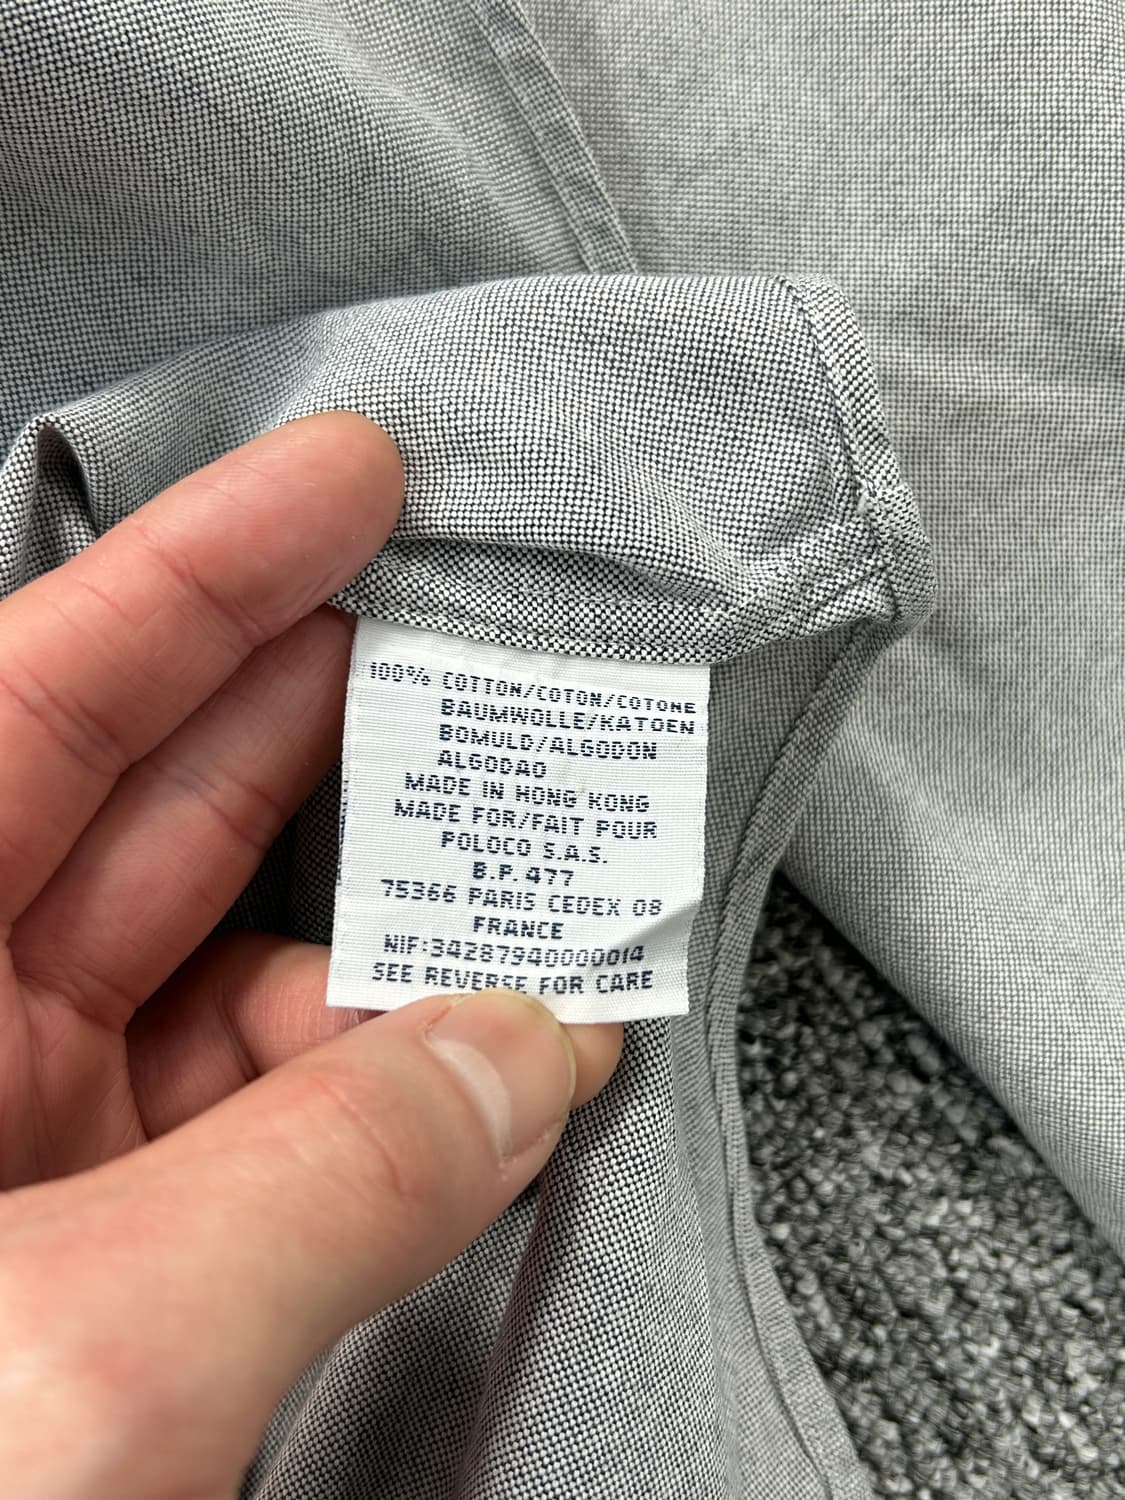 100% COTTON/COTON/COTONE
BAUMWOLLE/KATOEN
BOMULD/ALGODON
ALGODAO
MADE IN HONG KONG
MADE FOR/FAIT POUR
POLOCO S.A.S.
B.P. 477
75366 PARIS CEDEX 08
FRANCE
NIF:34287940000014
SEE REVERSE FOR CARE